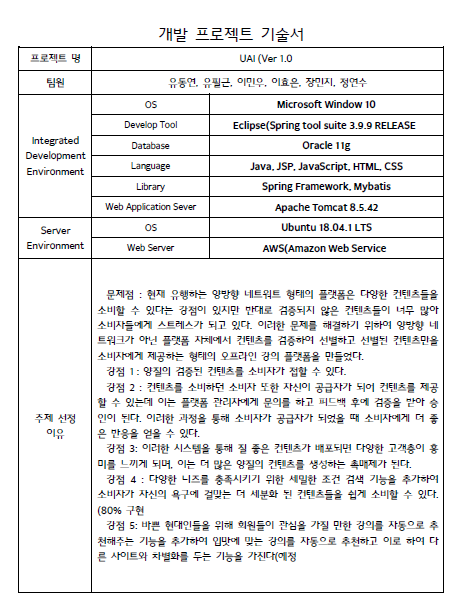 개발 프로젝트 기술서
프로젝트 명
UAI (Ver 1.0
팀원
유동연, 유필근, 이민우, 이효은, 장민지, 정연수
Integrated
Development
Environment
OS
Microsoft Window 10
Develop Tool
Eclipse(Spring tool suite 3.9.9 RELEASE
Database
Oracle 11g
Language
Java, JSP, JavaScript, HTML, CSS
Library
Spring Framework, Mybatis
Web Application Sever
Apache Tomcat 8.5.42
Server
Environment
OS
Ubuntu 18.04.1 LTS
Web Server
AWS(Amazon Web Service
주제 선정
이유
문제점 : 현재 유행하는 양방향 네트워트 형태의 플랫폼은 다양한 컨텐츠들을
소비할 수 있다는 강점이 있지만 반대로 검증되지 않은 컨텐츠들이 너무 많아
소비자들에게 스트레스가 되고 있다. 이러한 문제를 해결하기 위하여 양방향 네
트워크가 아닌 플랫폼 자체에서 컨텐츠를 검증하여 선별하고 선별된 컨텐츠만을
소비자에게 제공하는 형태의 오프라인 강의 플랫폼을 만들었다.
강점 1 : 양질의 검증된 컨텐츠를 소비자가 접할 수 있다.
강점 2 : 컨텐츠를 소비하던 소비자 또한 자신이 공급자가 되어 컨텐츠를 제공
할 수 있는데 이는 플랫폼 관리자에게 문의를 하고 피드백 후에 검증을 받아 승
인이 된다. 이러한 과정을 통해 소비자가 공급자가 되었을 때 소비자에게 더 좋
은 반응을 얻을 수 있다.
강점 3: 이러한 시스템을 통해 질 좋은 컨텐츠가 배포되면 다양한 고객층이 흥
미를 느끼게 되며, 이는 더 많은 양질의 컨텐츠를 생성하는 촉매제가 된다.
강점 4 : 다양한 니즈를 충족시키기 위한 세밀한 조건 검색 기능을 추가하여
소비자가 자신의 욕구에 걸맞는 더 세분화 된 컨텐츠들을 쉽게 소비할 수 있다.
(80% 구현
강점 5: 바쁜 현대인들을 위해 회원들이 관심을 가질 만한 강의를 자동으로 추
천해주는 기능을 추가하여 입맛에 맞는 강의를 자동으로 추천하고 이로 하여 다
른 사이트와 차별화를 두는 기능을 가진다(예정